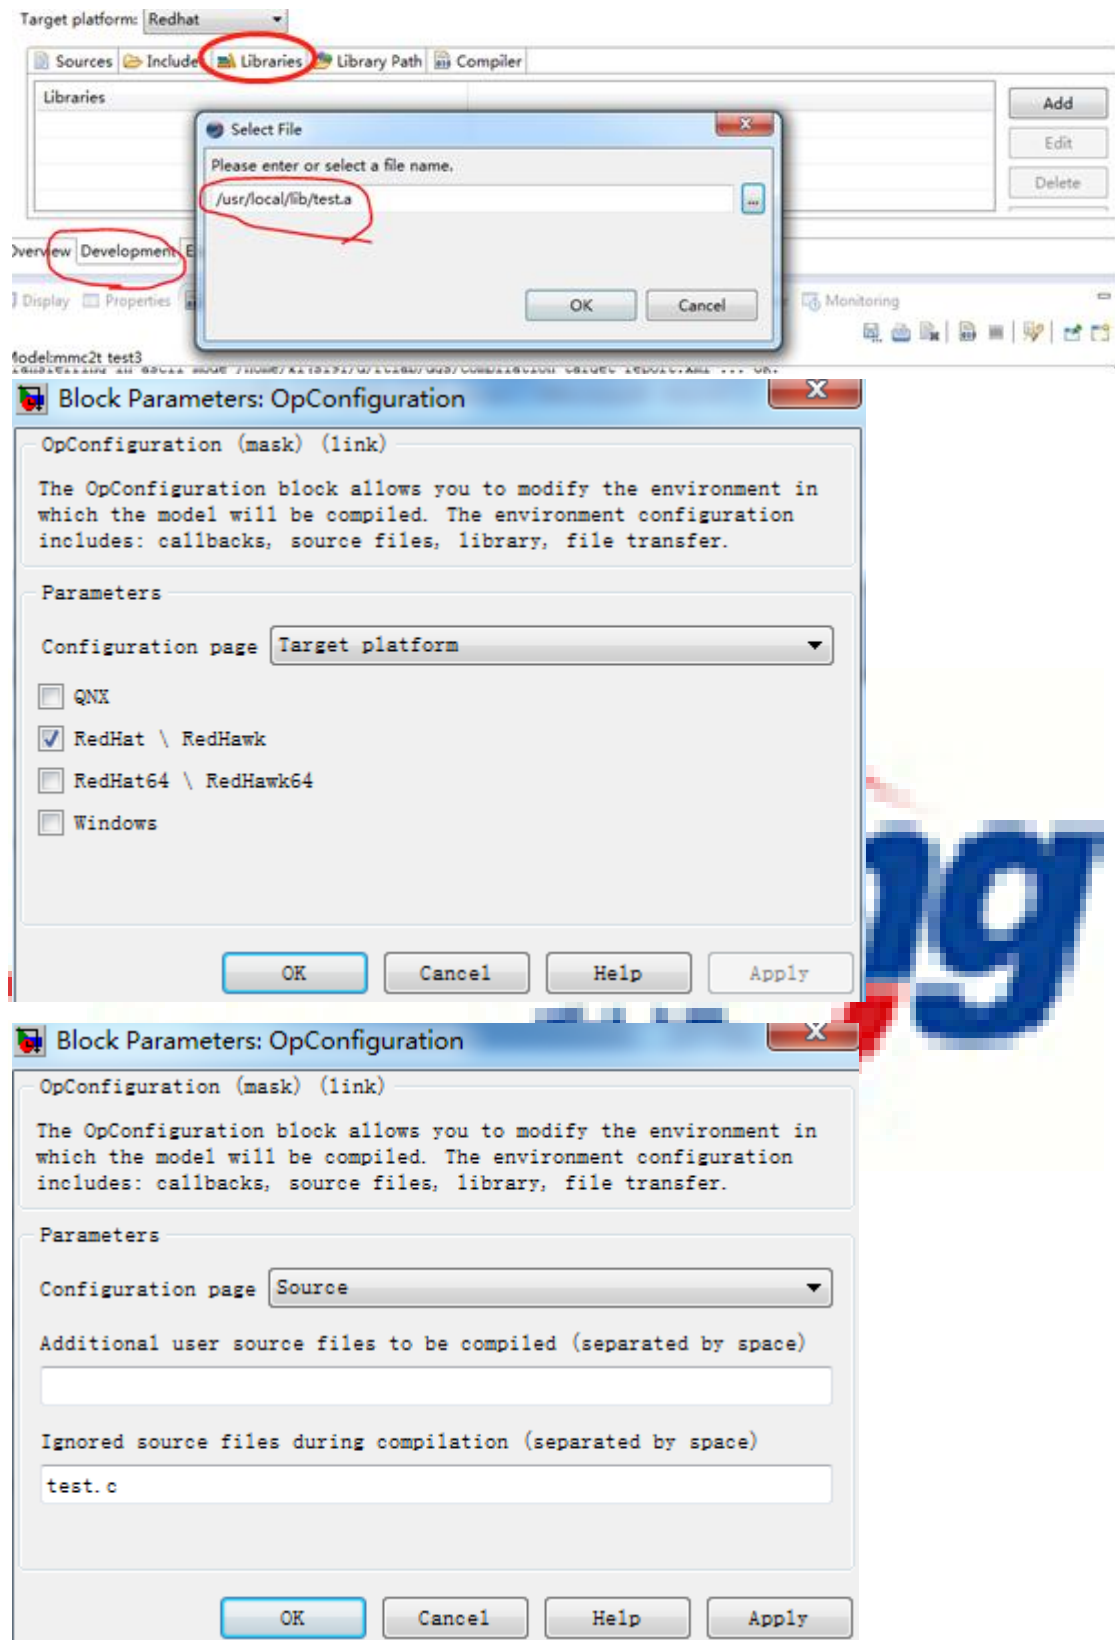 Target platform: Redhat
Sources Include Libraries Library Path Compiler
Libraries
Add
Select File
Edit
Please enter or select a file name.
Delete
/usr/local/lib/test.a
...
Overview Development E
Display Properties Monitoring
OK Cancel
Model:mmc2t test3
Block Parameters: OpConfiguration
OpConfiguration (mask) (link)
The OpConfiguration block allows you to modify the environment in
which the model will be compiled. The environment configuration
includes: callbacks, source files, library, file transfer.
Parameters
Configuration page Target platform
QNX
RedHat \ RedHawk
RedHat64 \ RedHawk64
Windows
OK Cancel Help Apply
Block Parameters: OpConfiguration
OpConfiguration (mask) (link)
The OpConfiguration block allows you to modify the environment in
which the model will be compiled. The environment configuration
includes: callbacks, source files, library, file transfer.
Parameters
Configuration page Source
Additional user source files to be compiled (separated by space)
Ignored source files during compilation (separated by space)
test.c
OK Cancel Help Apply